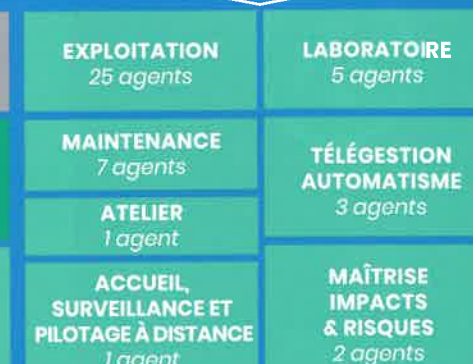 EXPLOITATION
25 agents
MAINTENANCE
7 agents
ATELIER
1 agent
ACCUEIL,
SURVEILLANCE ET
PILOTAGE À DISTANCE
1 agent
LABORATOIRE
5 agents
TÉLÉGESTION
AUTOMATISME
3 agents
MAÎTRISE
IMPACTS
& RISQUES
2 agents